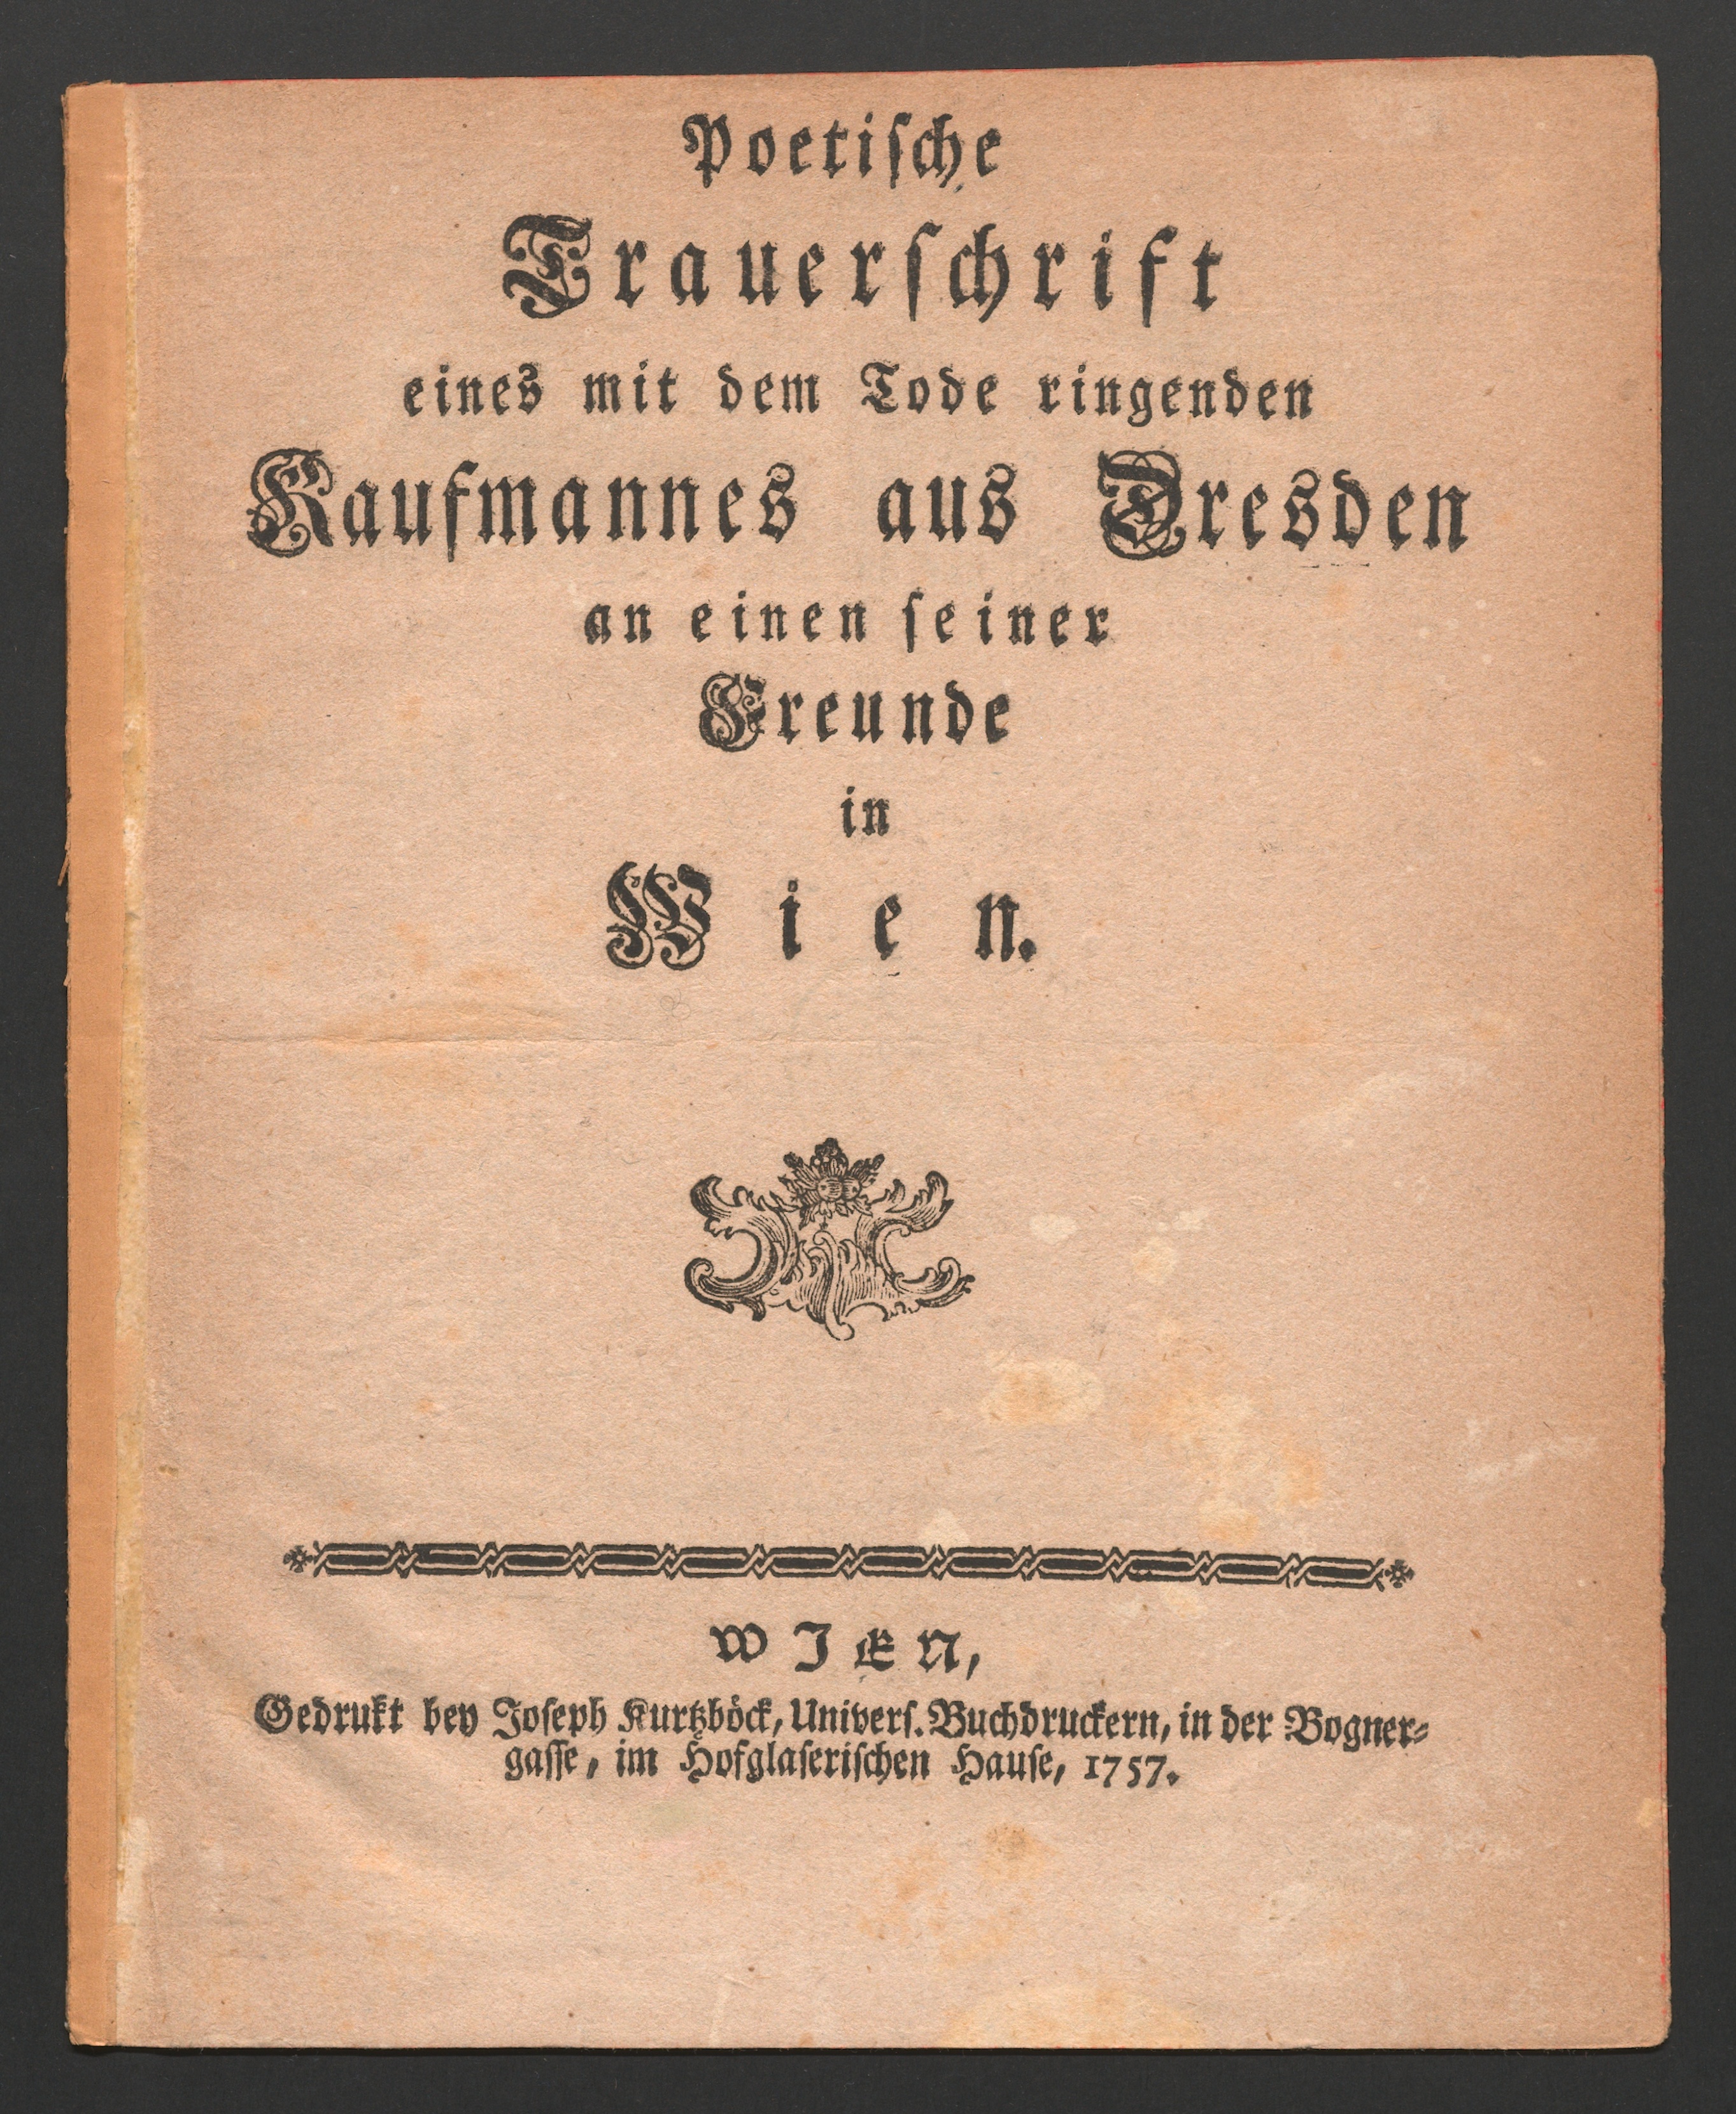 Poetiſche
Trauerſchrift
eines mit dem Tode ringenden
Kaufmannes aus Dresden
an einen ſeiner
Freunde
in
Wien.
WIEN,
Gedrukt bey Joſeph Kurtzböck, Univerſ. Buchdruckern, in der Bogner-
gaſſe, im Hofglaſeriſchen Hauſe, 1757.